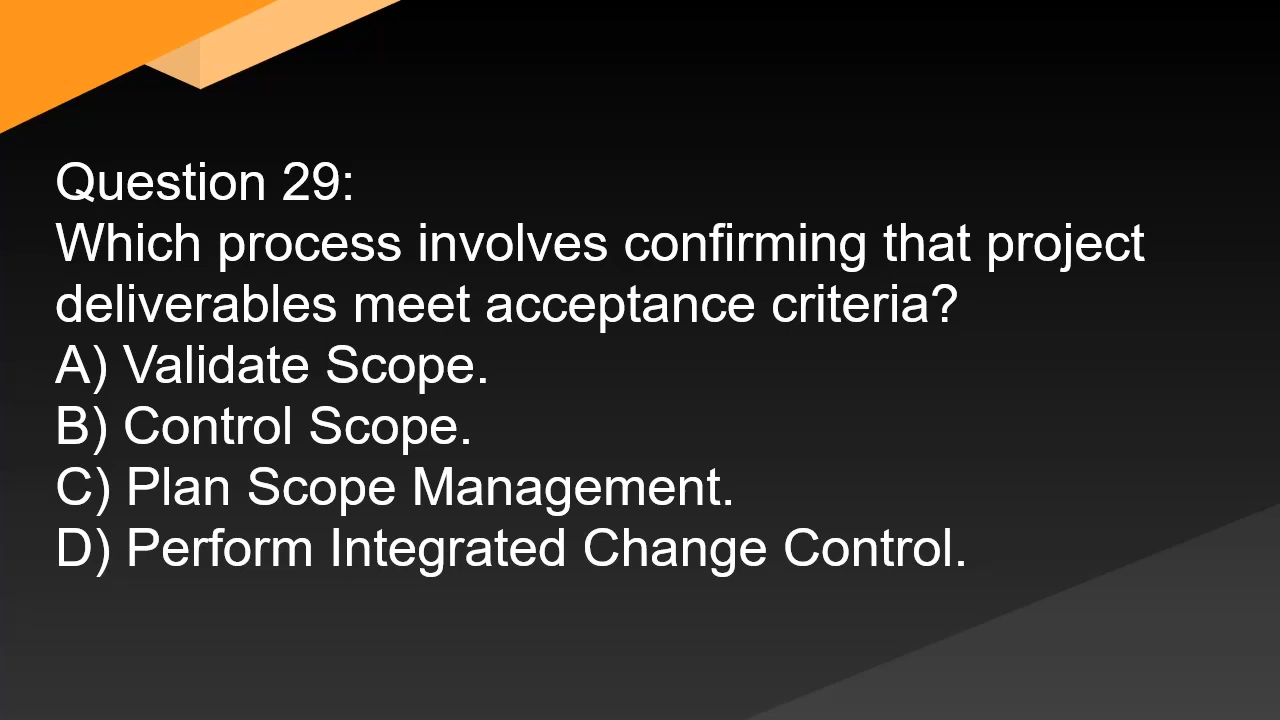 Question 29:
Which process involves confirming that project
deliverables meet acceptance criteria?
A) Validate Scope.
B) Control Scope.
C) Plan Scope Management.
D) Perform Integrated Change Control.